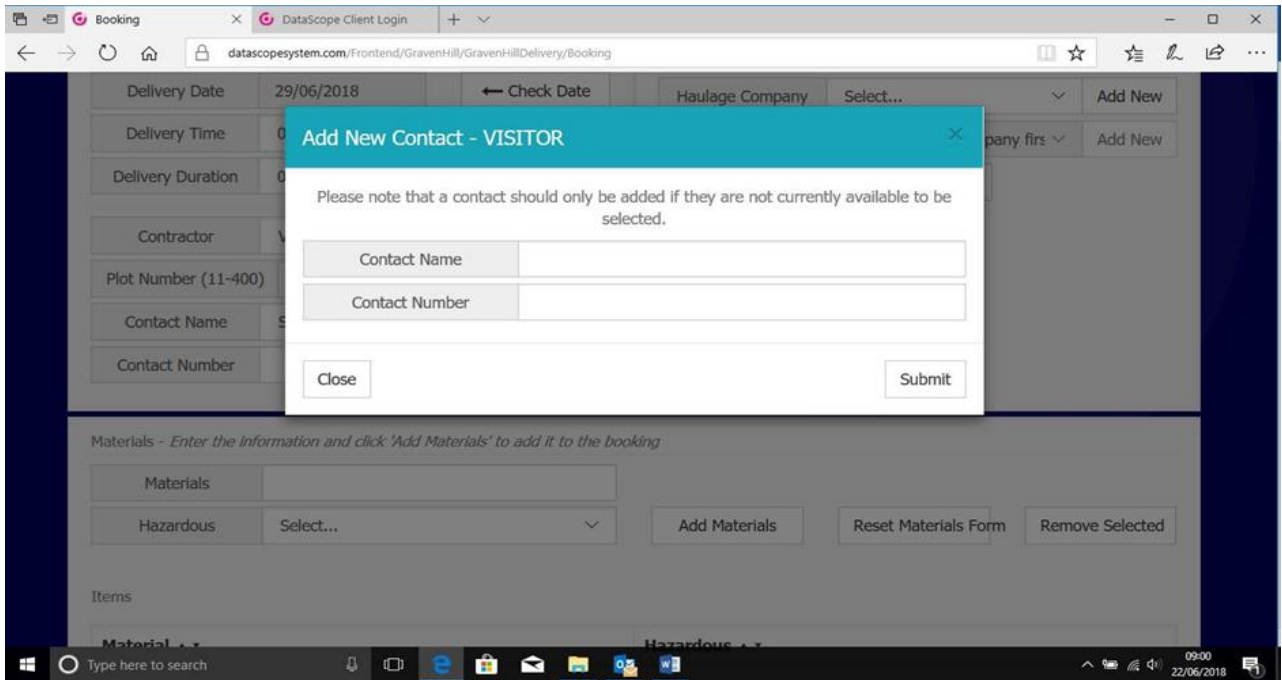 Booking
DataScope Client Login
datascopesystem.com/Frontend/GravenHill/GravenHillDelivery/Booking
Delivery Date 29/06/2018 Check Date
Haulage Company Select... Add New
Delivery Time 0
pany firs Add New
Delivery Duration 0
Add New Contact - VISITOR
Please note that a contact should only be added if they are not currently available to be
selected.
Contact Name
Contact Number
Close Submit
Contractor V
Plot Number (11-400)
Contact Name S
Contact Number
Materials - Enter the information and click 'Add Materials' to add it to the booking
Materials
Hazardous Select... Add Materials Reset Materials Form Remove Selected
Items
Material Hazardous
Type here to search
09:00
22/06/2018